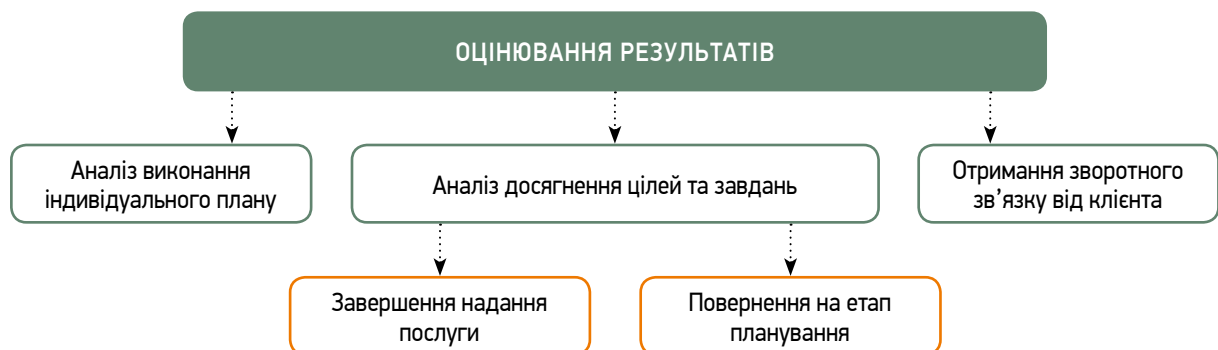 ОЦІНЮВАННЯ РЕЗУЛЬТАТІВ
Аналіз виконання
індивідуального плану
Аналіз досягнення цілей та завдань
Отримання зворотного
зв’язку від клієнта
Завершення надання
послуги
Повернення на етап
планування